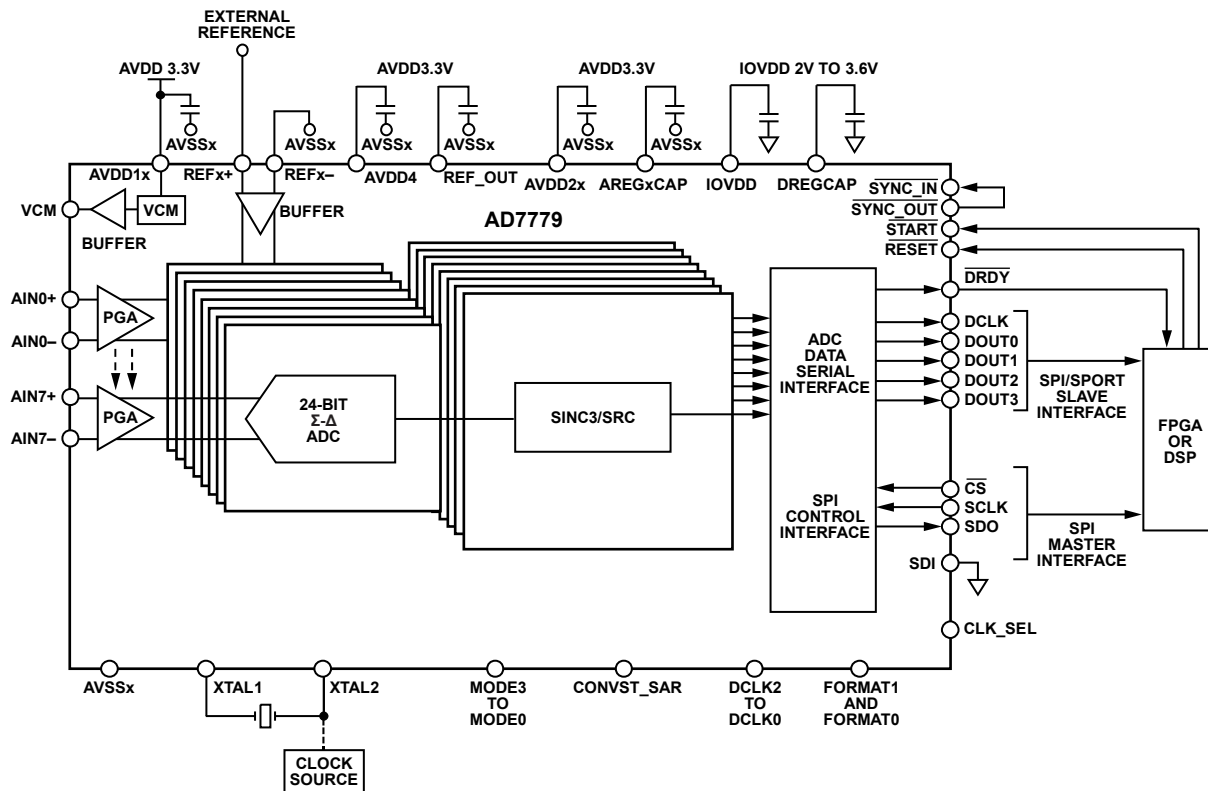 EXTERNAL
REFERENCE
AVDD 3.3V
AVDD3.3V
AVDD3.3V
IOVDD 2V TO 3.6V
AVSSx
AVSSx
AVSSx
AVSSx
AVSSx
AVSSx
AVDD1x
REFx+
REFx–
AVDD4
REF_OUT
AVDD2x
AREGxCAP
IOVDD
DREGCAP
SYNC_IN
SYNC_OUT
START
RESET
VCM
VCM
BUFFER
BUFFER
AD7779
AIN0+
AIN0–
PGA
AIN7+
AIN7–
PGA
24-BIT
Σ-Δ
ADC
SINC3/SRC
ADC
DATA
SERIAL
INTERFACE
SPI
CONTROL
INTERFACE
DRDY
DCLK
DOUT0
DOUT1
DOUT2
DOUT3
SPI/SPORT
SLAVE
INTERFACE
FPGA
OR
DSP
CS
SCLK
SDO
SPI
MASTER
INTERFACE
SDI
CLK_SEL
AVSSx
XTAL1
XTAL2
MODE3
TO
MODE0
CONVST_SAR
DCLK2
TO
DCLK0
FORMAT1
AND
FORMAT0
CLOCK
SOURCE